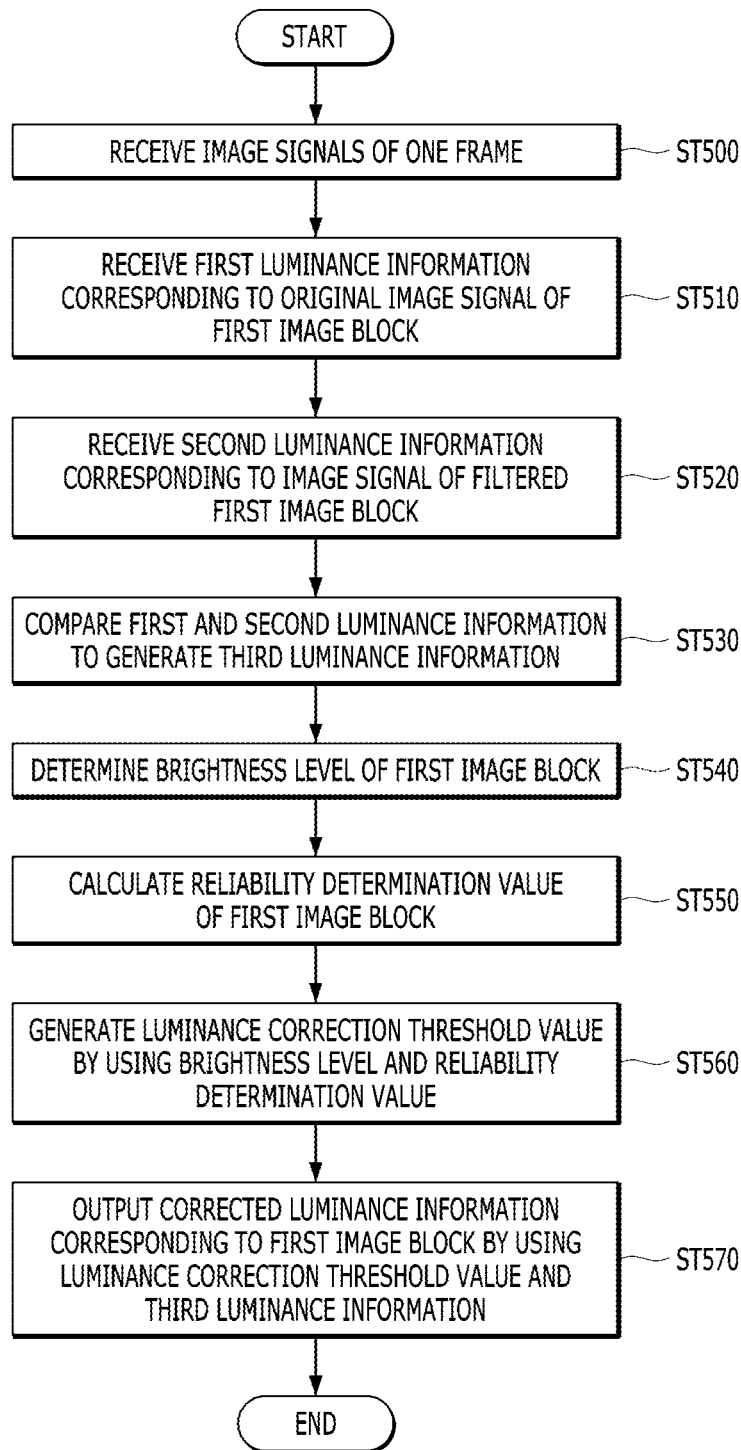 START
RECEIVE IMAGE SIGNALS OF ONE FRAME
ST500
RECEIVE FIRST LUMINANCE INFORMATION
CORRESPONDING TO ORIGINAL IMAGE SIGNAL OF
FIRST IMAGE BLOCK
ST510
RECEIVE SECOND LUMINANCE INFORMATION
CORRESPONDING TO IMAGE SIGNAL OF FILTERED
FIRST IMAGE BLOCK
ST520
COMPARE FIRST AND SECOND LUMINANCE INFORMATION
TO GENERATE THIRD LUMINANCE INFORMATION
ST530
DETERMINE BRIGHTNESS LEVEL OF FIRST IMAGE BLOCK
ST540
CALCULATE RELIABILITY DETERMINATION VALUE
OF FIRST IMAGE BLOCK
ST550
GENERATE LUMINANCE CORRECTION THRESHOLD VALUE
BY USING BRIGHTNESS LEVEL AND RELIABILITY
DETERMINATION VALUE
ST560
OUTPUT CORRECTED LUMINANCE INFORMATION
CORRESPONDING TO FIRST IMAGE BLOCK BY USING
LUMINANCE CORRECTION THRESHOLD VALUE AND
THIRD LUMINANCE INFORMATION
ST570
END